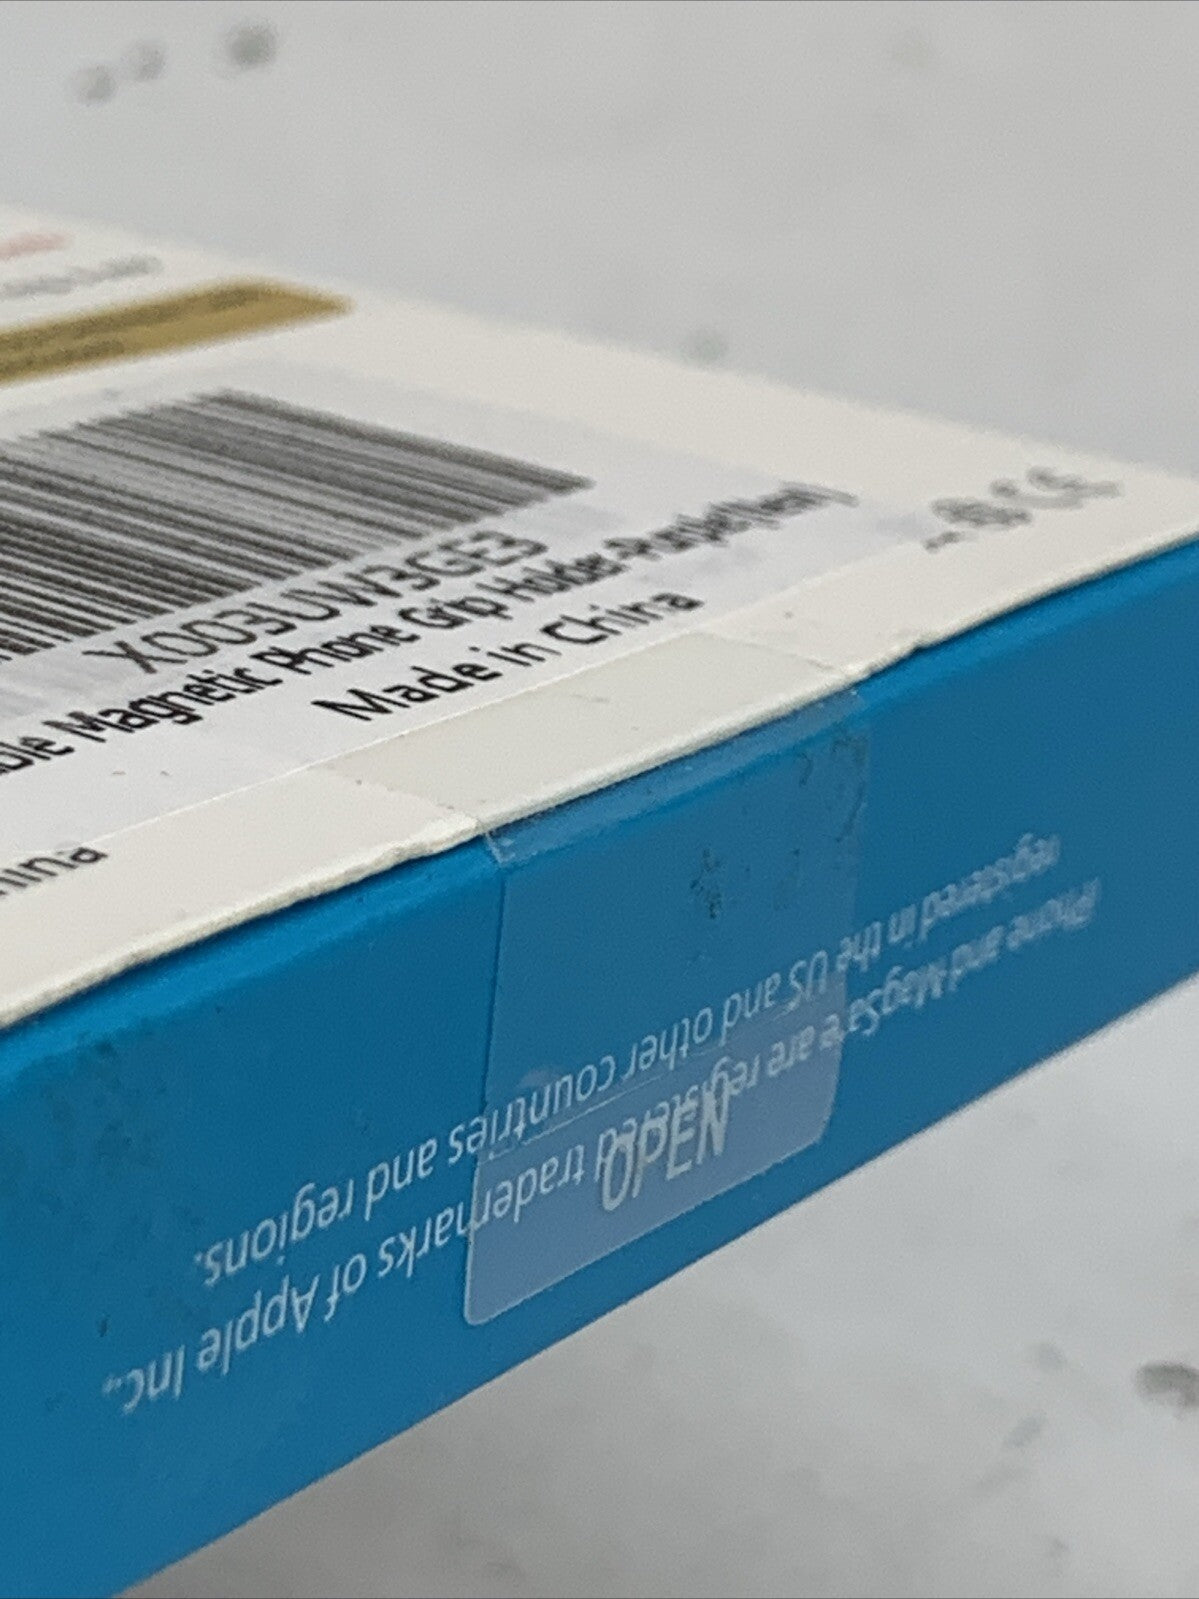 X003UW3GE3
Magnetic Phone Grip Holder-Purple
Made in China
OPEN
iPhone and MagSafe are registered trademarks of Apple Inc.,
registered in the US and other countries and regions.